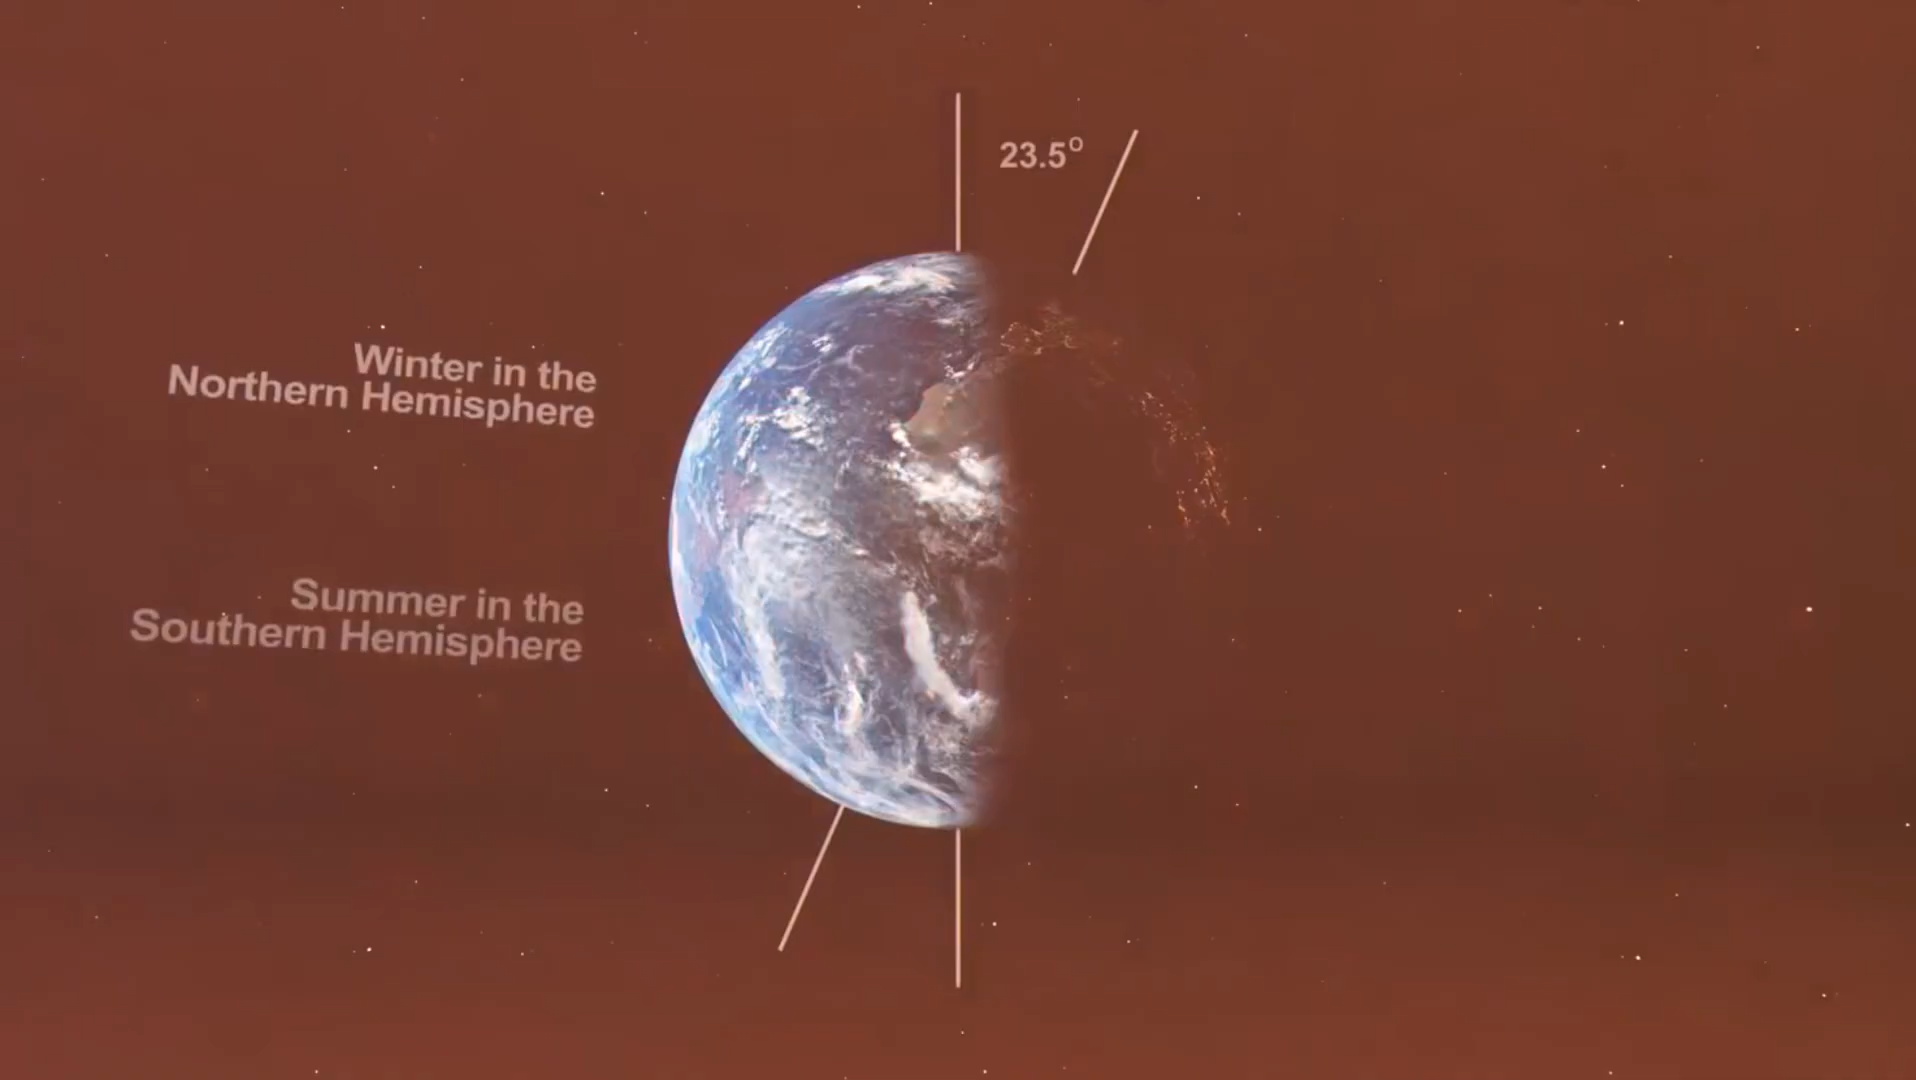 23.5°
Winter in the
Northern Hemisphere
Summer in the
Southern Hemisphere